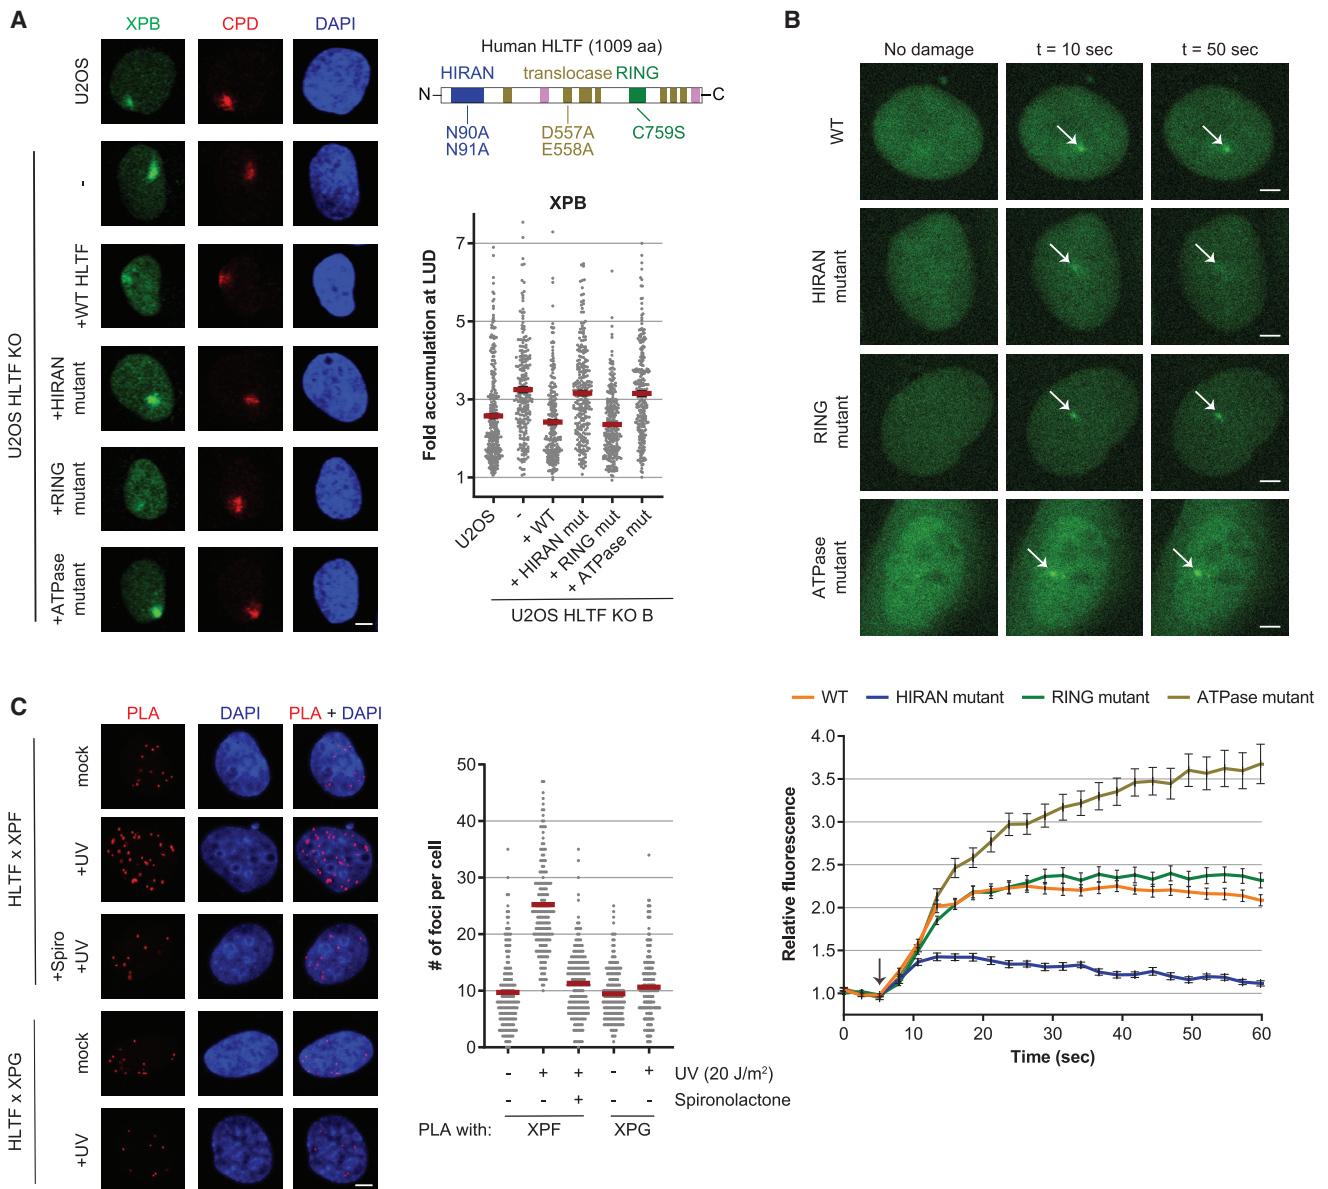 A
XPB CPD DAPI
U2OS
U2OS HLTF KO
-
+WT HLTF
+HIRAN
mutant
+RING
mutant
+ATPase
mutant
Human HLTF (1009 aa)
HIRAN translocase RING
N C
N90A D557A C759S
N91A E558A
XPB
Fold accumulation at LUD
7
5
3
1
U2OS
-
+ WT
+ HIRAN mut
+ RING mut
+ ATPase mut
U2OS HLTF KO B
B
No damage t = 10 sec t = 50 sec
WT
HIRAN
mutant
RING
mutant
ATPase
mutant
WT HIRAN mutant RING mutant ATPase mutant
Relative fluorescence
4.0
3.5
3.0
2.5
2.0
1.5
1.0
0 10 20 30 40 50 60
Time (sec)
C
PLA DAPI PLA + DAPI
HLTF x XPF
mock
+UV
+Spiro
+UV
HLTF x XPG
mock
+UV
# of foci per cell
50
40
30
20
10
0
- + + - + UV (20 J/m²)
- - + - - Spironolactone
PLA with: XPF XPG